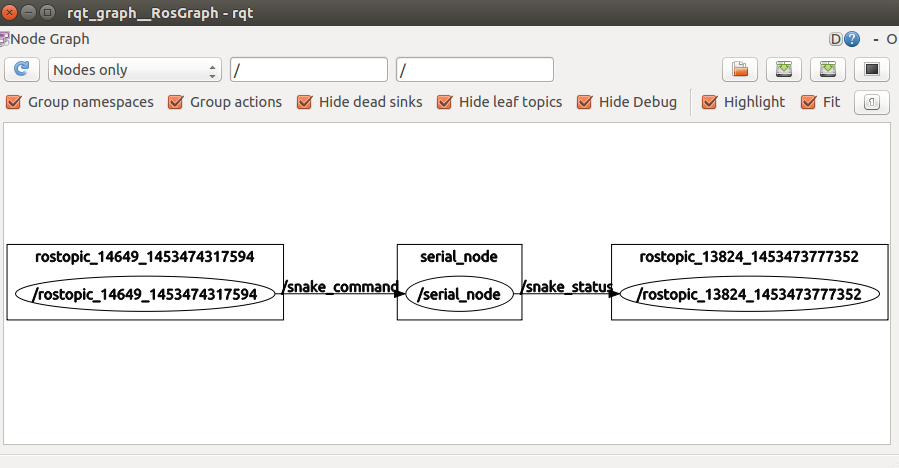 rqt_graph__RosGraph - rqt
Node Graph
D ? - O
Nodes only / /
Group namespaces Group actions Hide dead sinks Hide leaf topics Hide Debug Highlight Fit
rostopic_14649_1453474317594
/rostopic_14649_1453474317594
/snake_command
serial_node
/serial_node
/snake_status
rostopic_13824_1453473777352
/rostopic_13824_1453473777352